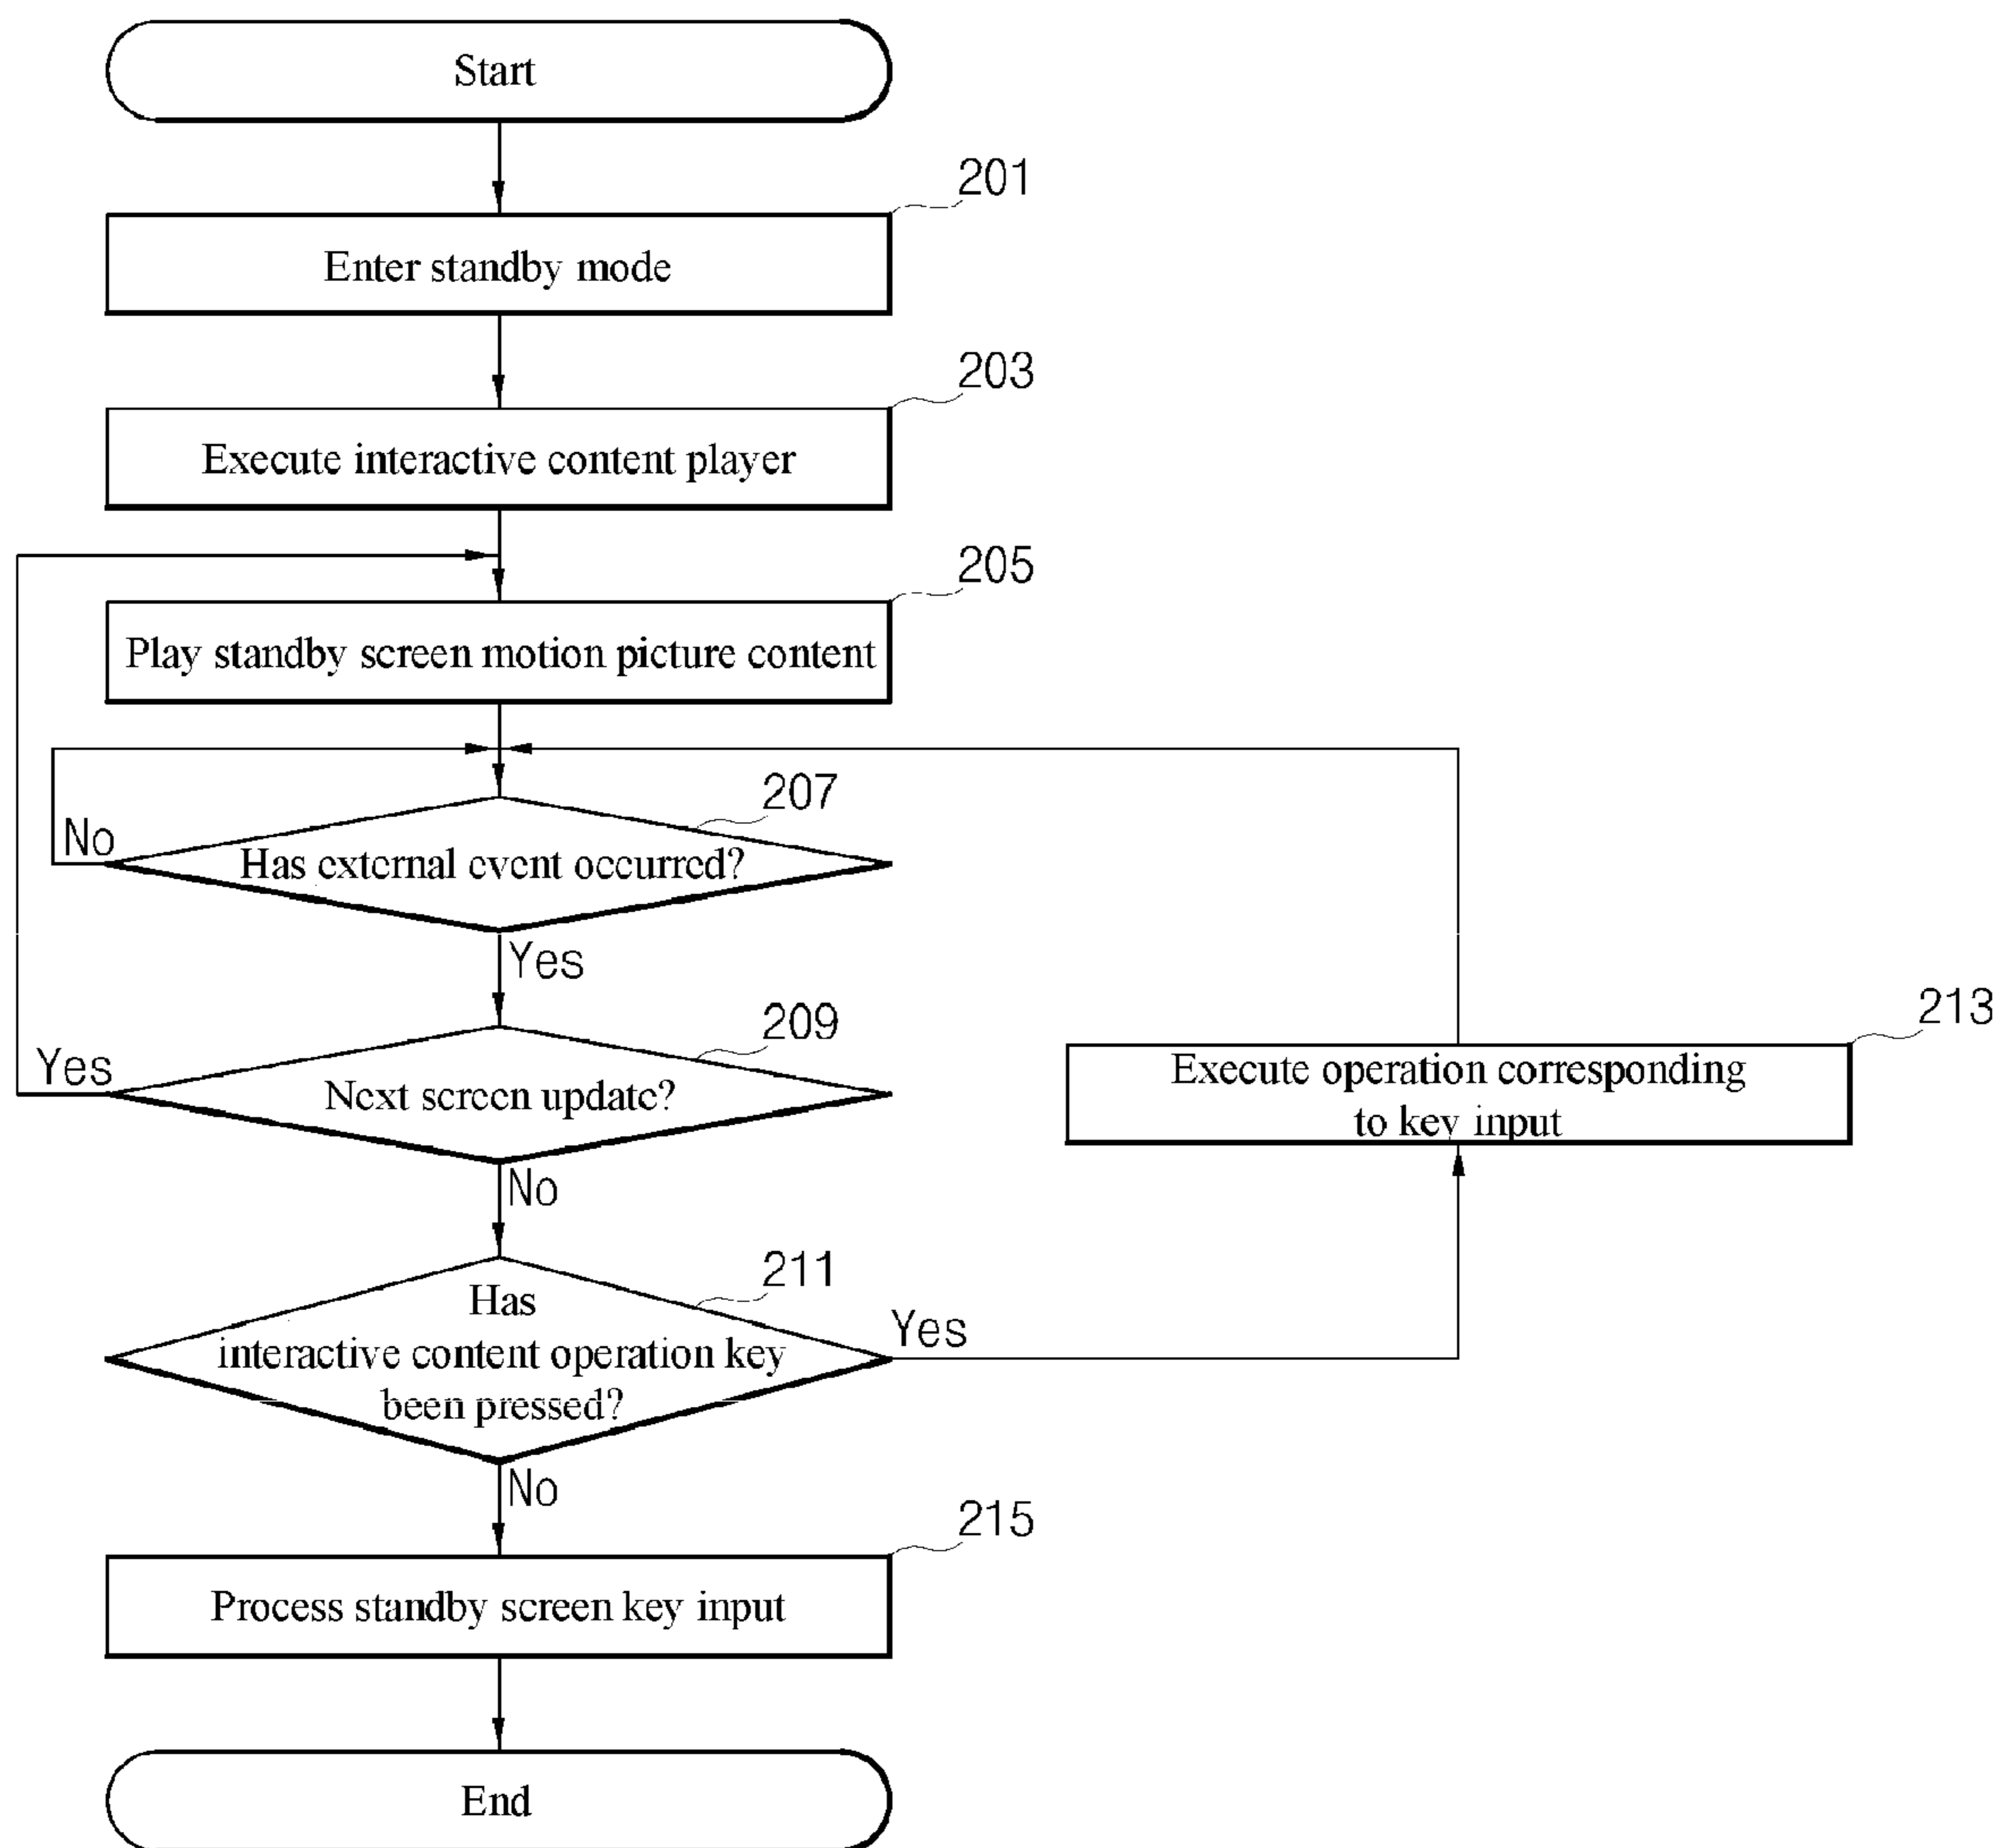 Start
201
Enter standby mode
203
Execute interactive content player
205
Play standby screen motion picture content
207
No
Has external event occurred?
Yes
209
Yes
Next screen update?
No
213
Execute operation corresponding
to key input
211
Has
interactive content operation key
been pressed?
Yes
No
215
Process standby screen key input
End